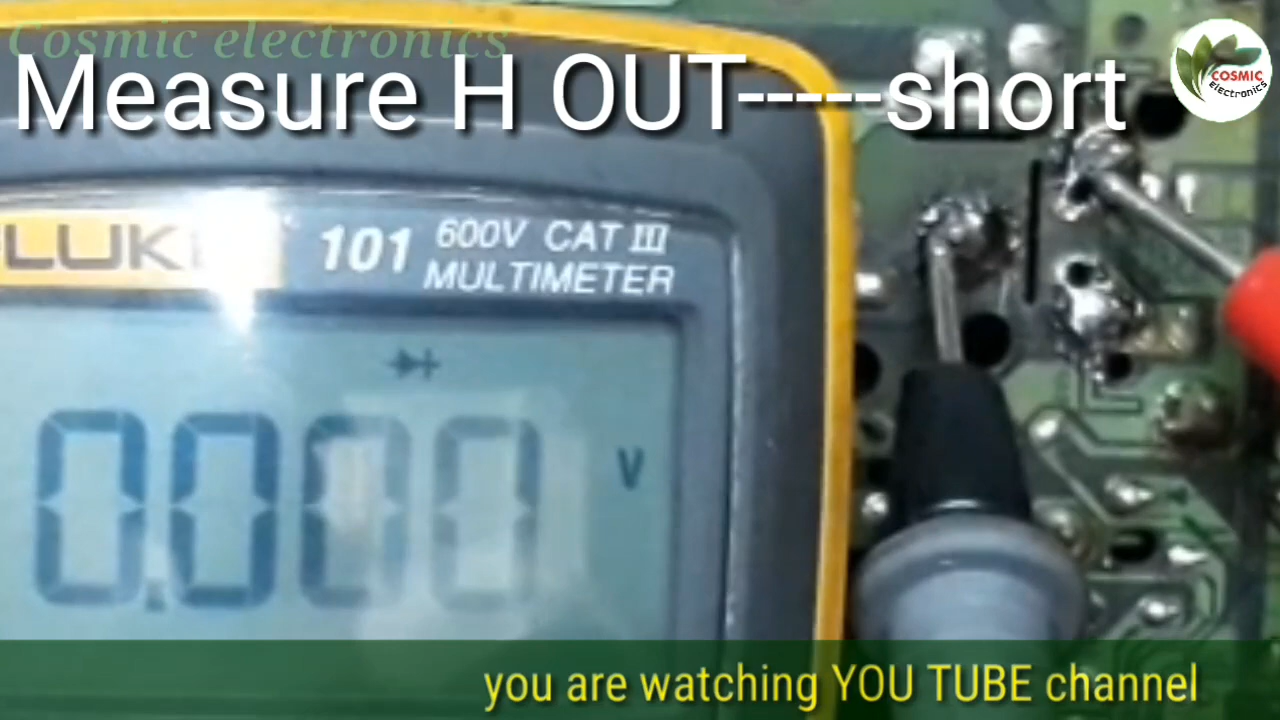 Cosmic electronics
Measure H OUT-----short
COSMIC
Electronics
FLUKE
101
600V CAT III
MULTIMETER
0.000
V
you are watching YOU TUBE channel